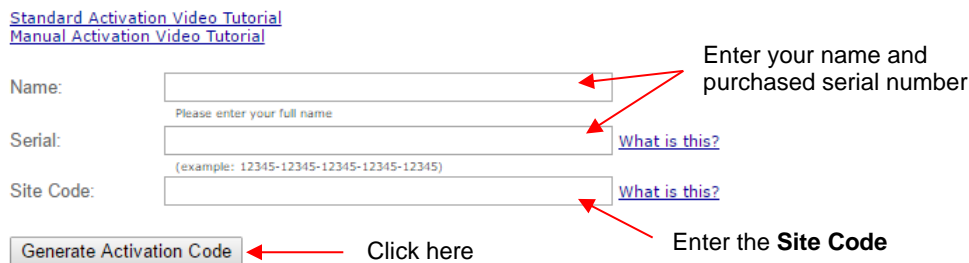 Standard Activation Video Tutorial
Manual Activation Video Tutorial
Enter your name and
purchased serial number
Name:
Please enter your full name
Serial:
What is this?
(example: 12345-12345-12345-12345-12345)
Site Code:
What is this?
Generate Activation Code
Click here
Enter the Site Code